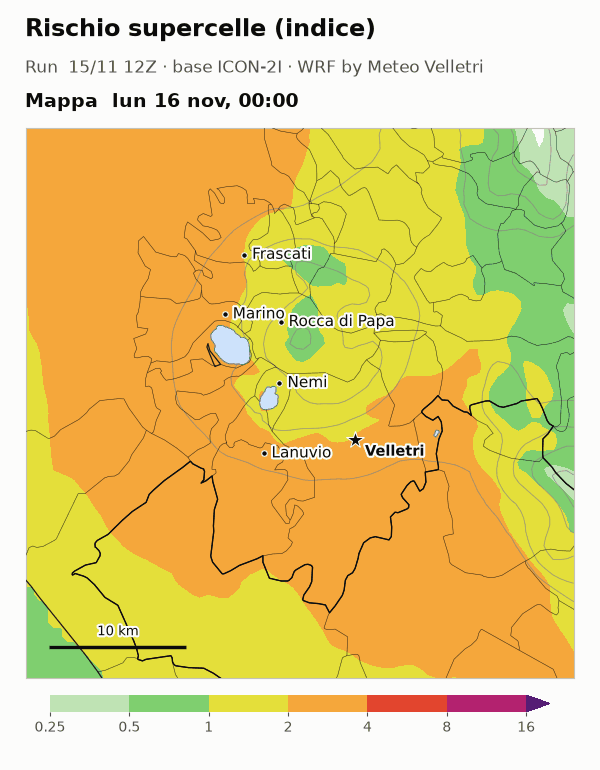 Rischio supercelle (indice)
Run  15/11 12Z · base ICON-2I · WRF by Meteo Velletri
Mappa  lun 16 nov, 00:00
Frascati
Marino
Rocca di Papa
Nemi
Velletri
Lanuvio
10 km
0.25 0.5 1 2 4 8 16